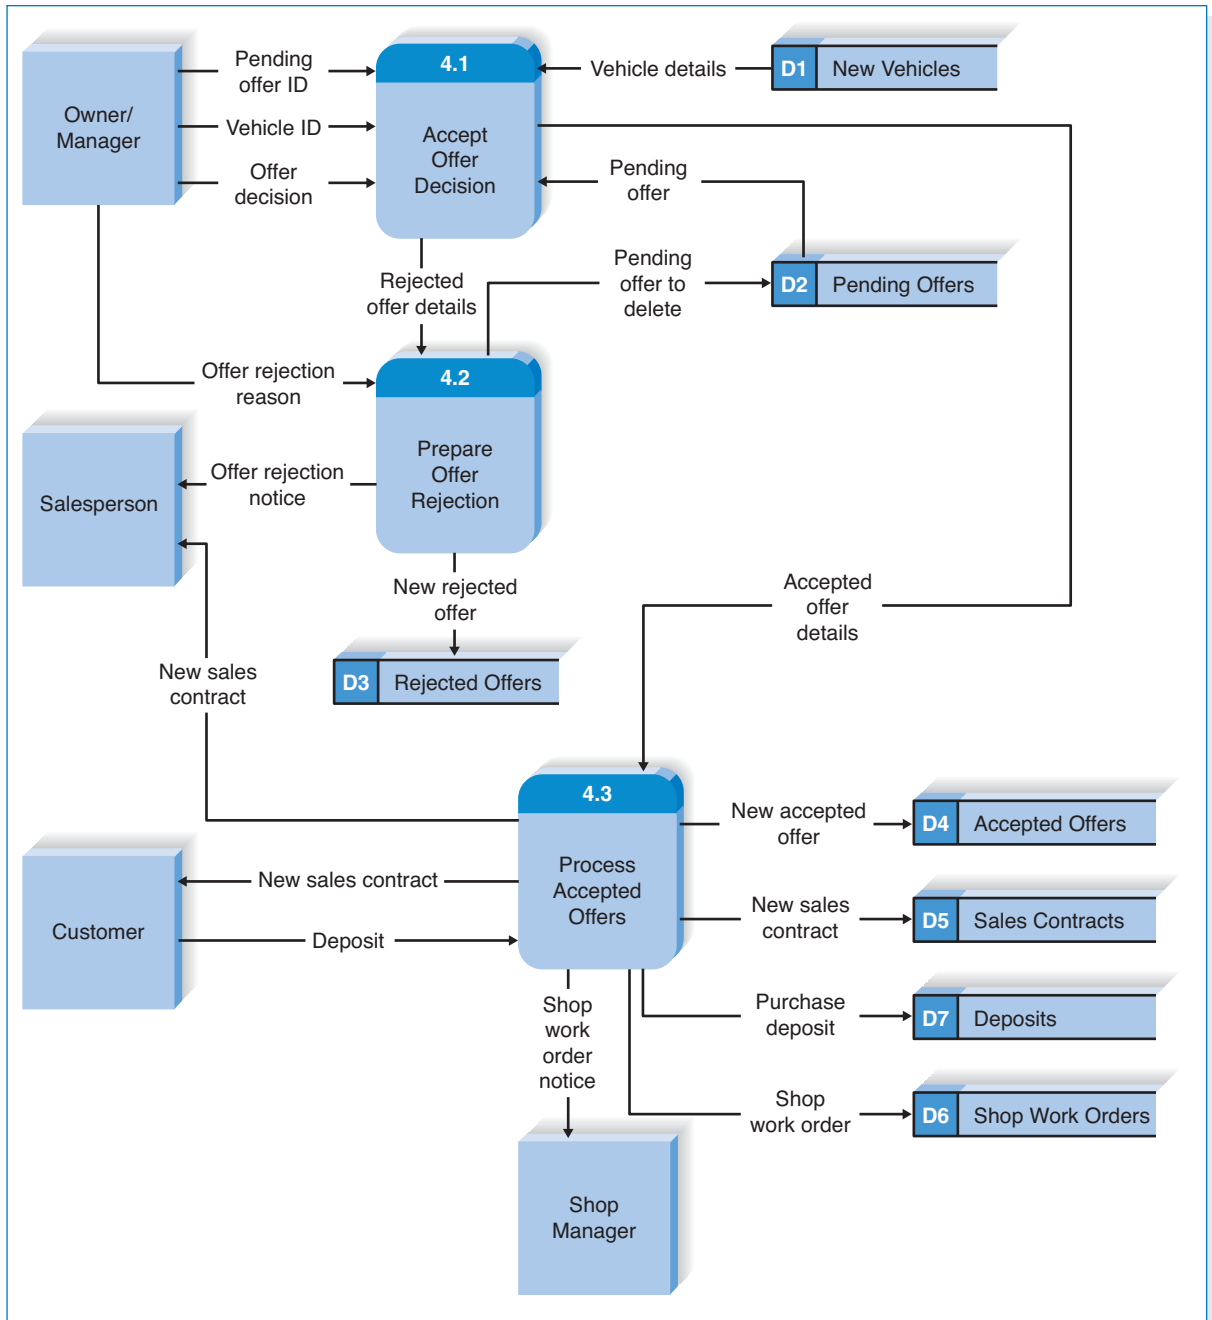 Pending
offer ID
4.1
Vehicle details
D1 New Vehicles
Owner/
Manager
Vehicle ID
Accept
Offer
Decision
Offer
decision
Pending
offer
Rejected
offer details
Pending
offer to
delete
D2 Pending Offers
Offer rejection
reason
4.2
Prepare
Offer
Rejection
Offer rejection
notice
Salesperson
New rejected
offer
Accepted
offer
details
New sales
contract
D3 Rejected Offers
4.3
New accepted
offer
D4 Accepted Offers
Process
Accepted
Offers
New sales contract
New sales
contract
D5 Sales Contracts
Customer
Deposit
Shop
work
order
notice
Purchase
deposit
D7 Deposits
Shop
work order
D6 Shop Work Orders
Shop
Manager